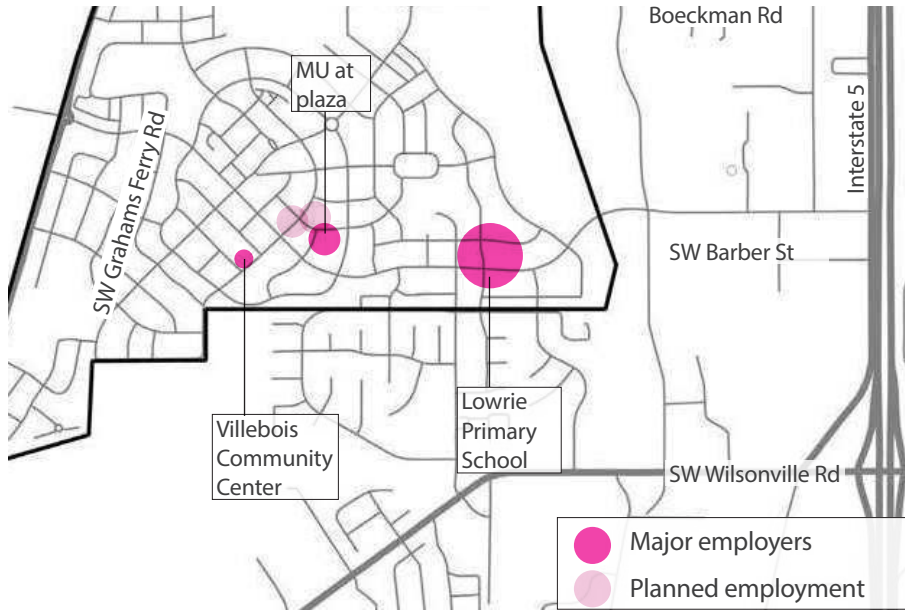 Boeckman Rd
MU at
plaza
Interstate 5
SW Grahams Ferry Rd
SW Barber St
Villebois
Community
Center
Lowrie
Primary
School
SW Wilsonville Rd
Major employers
Planned employment